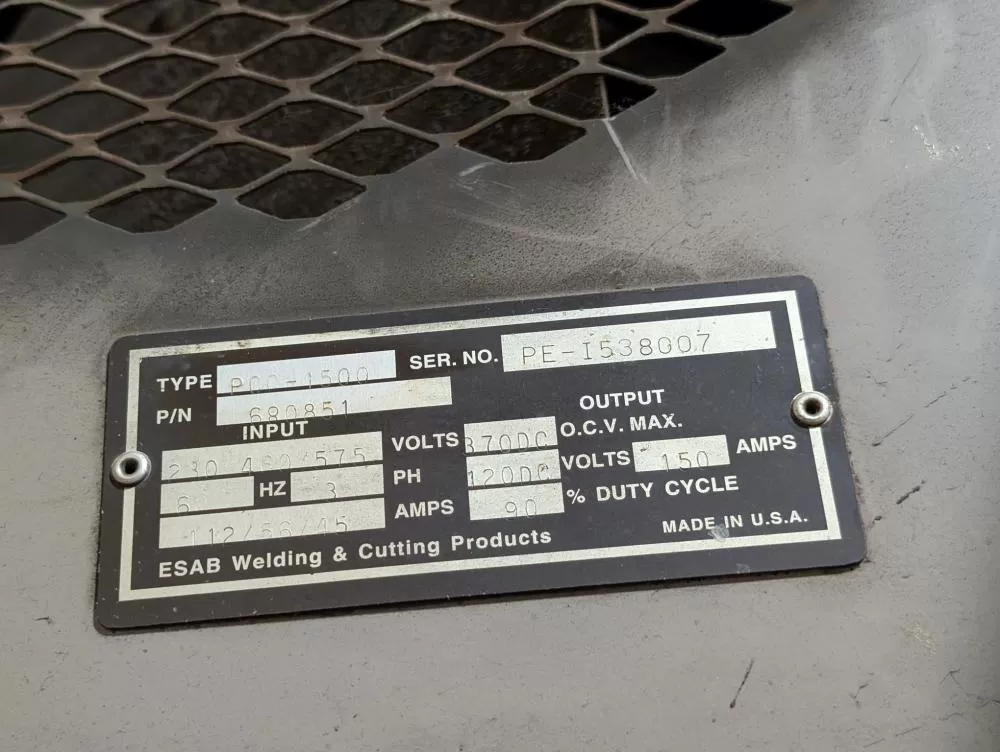 TYPE PCC-1500 SER. NO. PE-I538007
P/N 680851
INPUT OUTPUT
230/460/575 VOLTS 370DC O.C.V. MAX.
HZ 3 PH 120DC VOLTS 150 AMPS
112/56/45 AMPS 90 % DUTY CYCLE
ESAB Welding & Cutting Products MADE IN U.S.A.